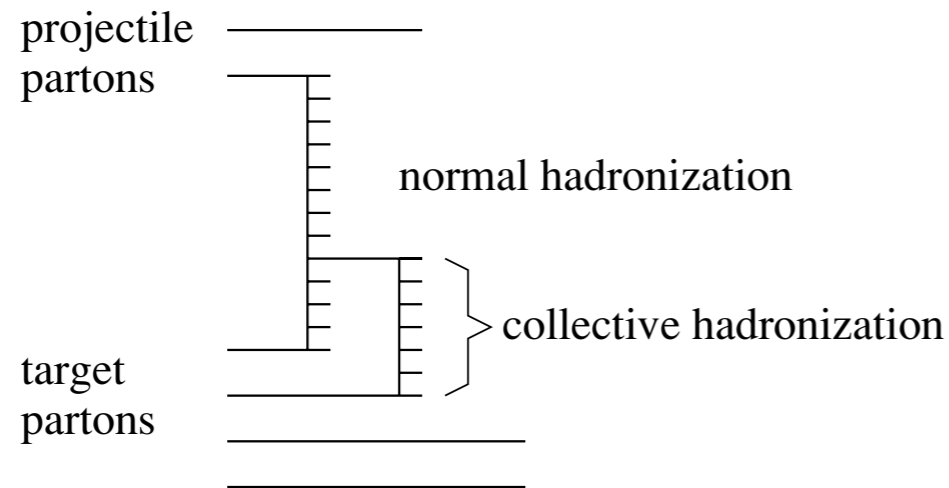 projectile
partons
normal hadronization
collective hadronization
target
partons